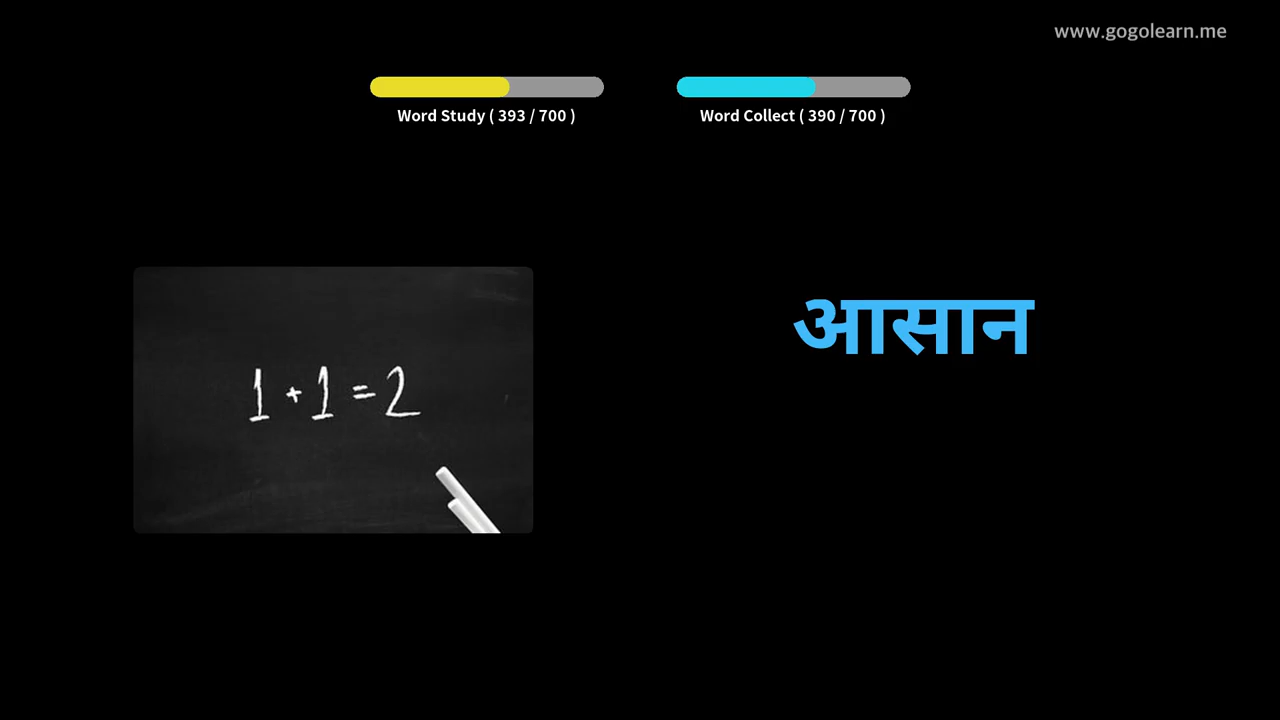 www.gogolearn.me
Word Study ( 393 / 700 )
Word Collect ( 390 / 700 )
1 + 1 = 2
आसान